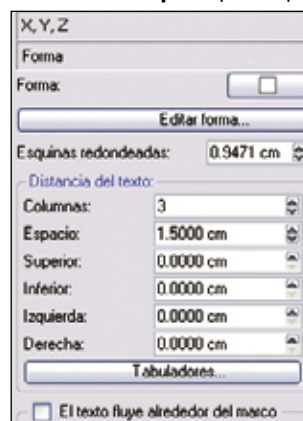 X, Y, Z
Forma
Forma:
Editar forma...
Esquinas redondeadas: 0.9471 cm
Distancia del texto:
Columnas: 3
Espacio: 1.5000 cm
Superior: 0.0000 cm
Inferior: 0.0000 cm
Izquierda: 0.0000 cm
Derecha: 0.0000 cm
Tabuladores...
El texto fluye alrededor del marco